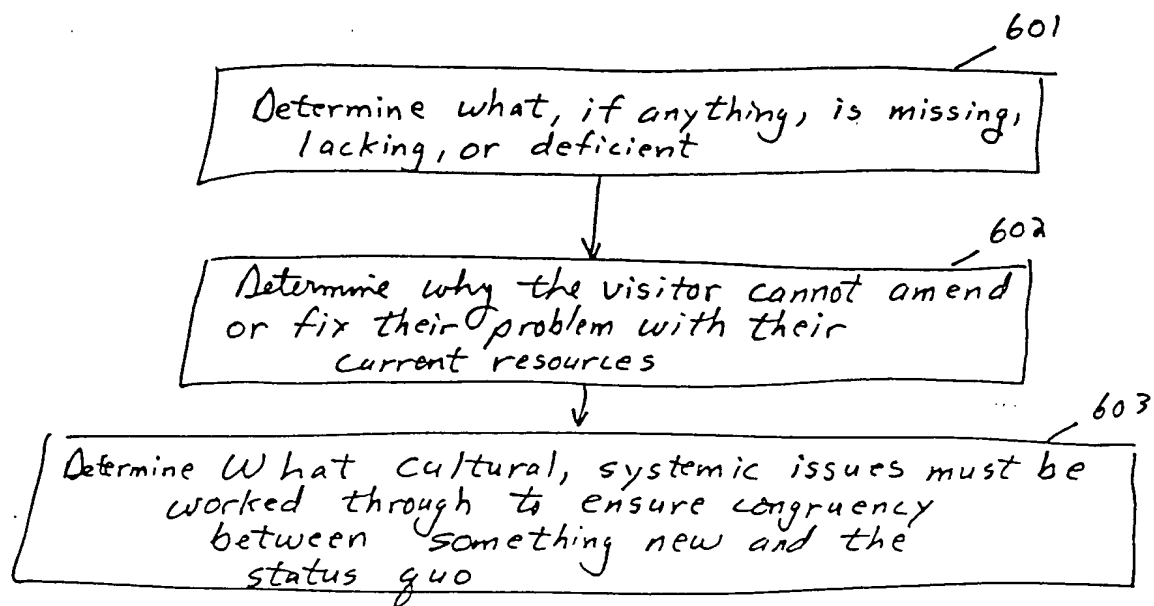 601
Determine what, if anything, is missing,
lacking, or deficient
602
Determine why the visitor cannot amend
or fix their problem with their
current resources
603
Determine What cultural, systemic issues must be
worked through to ensure congruency
between something new and the
status quo